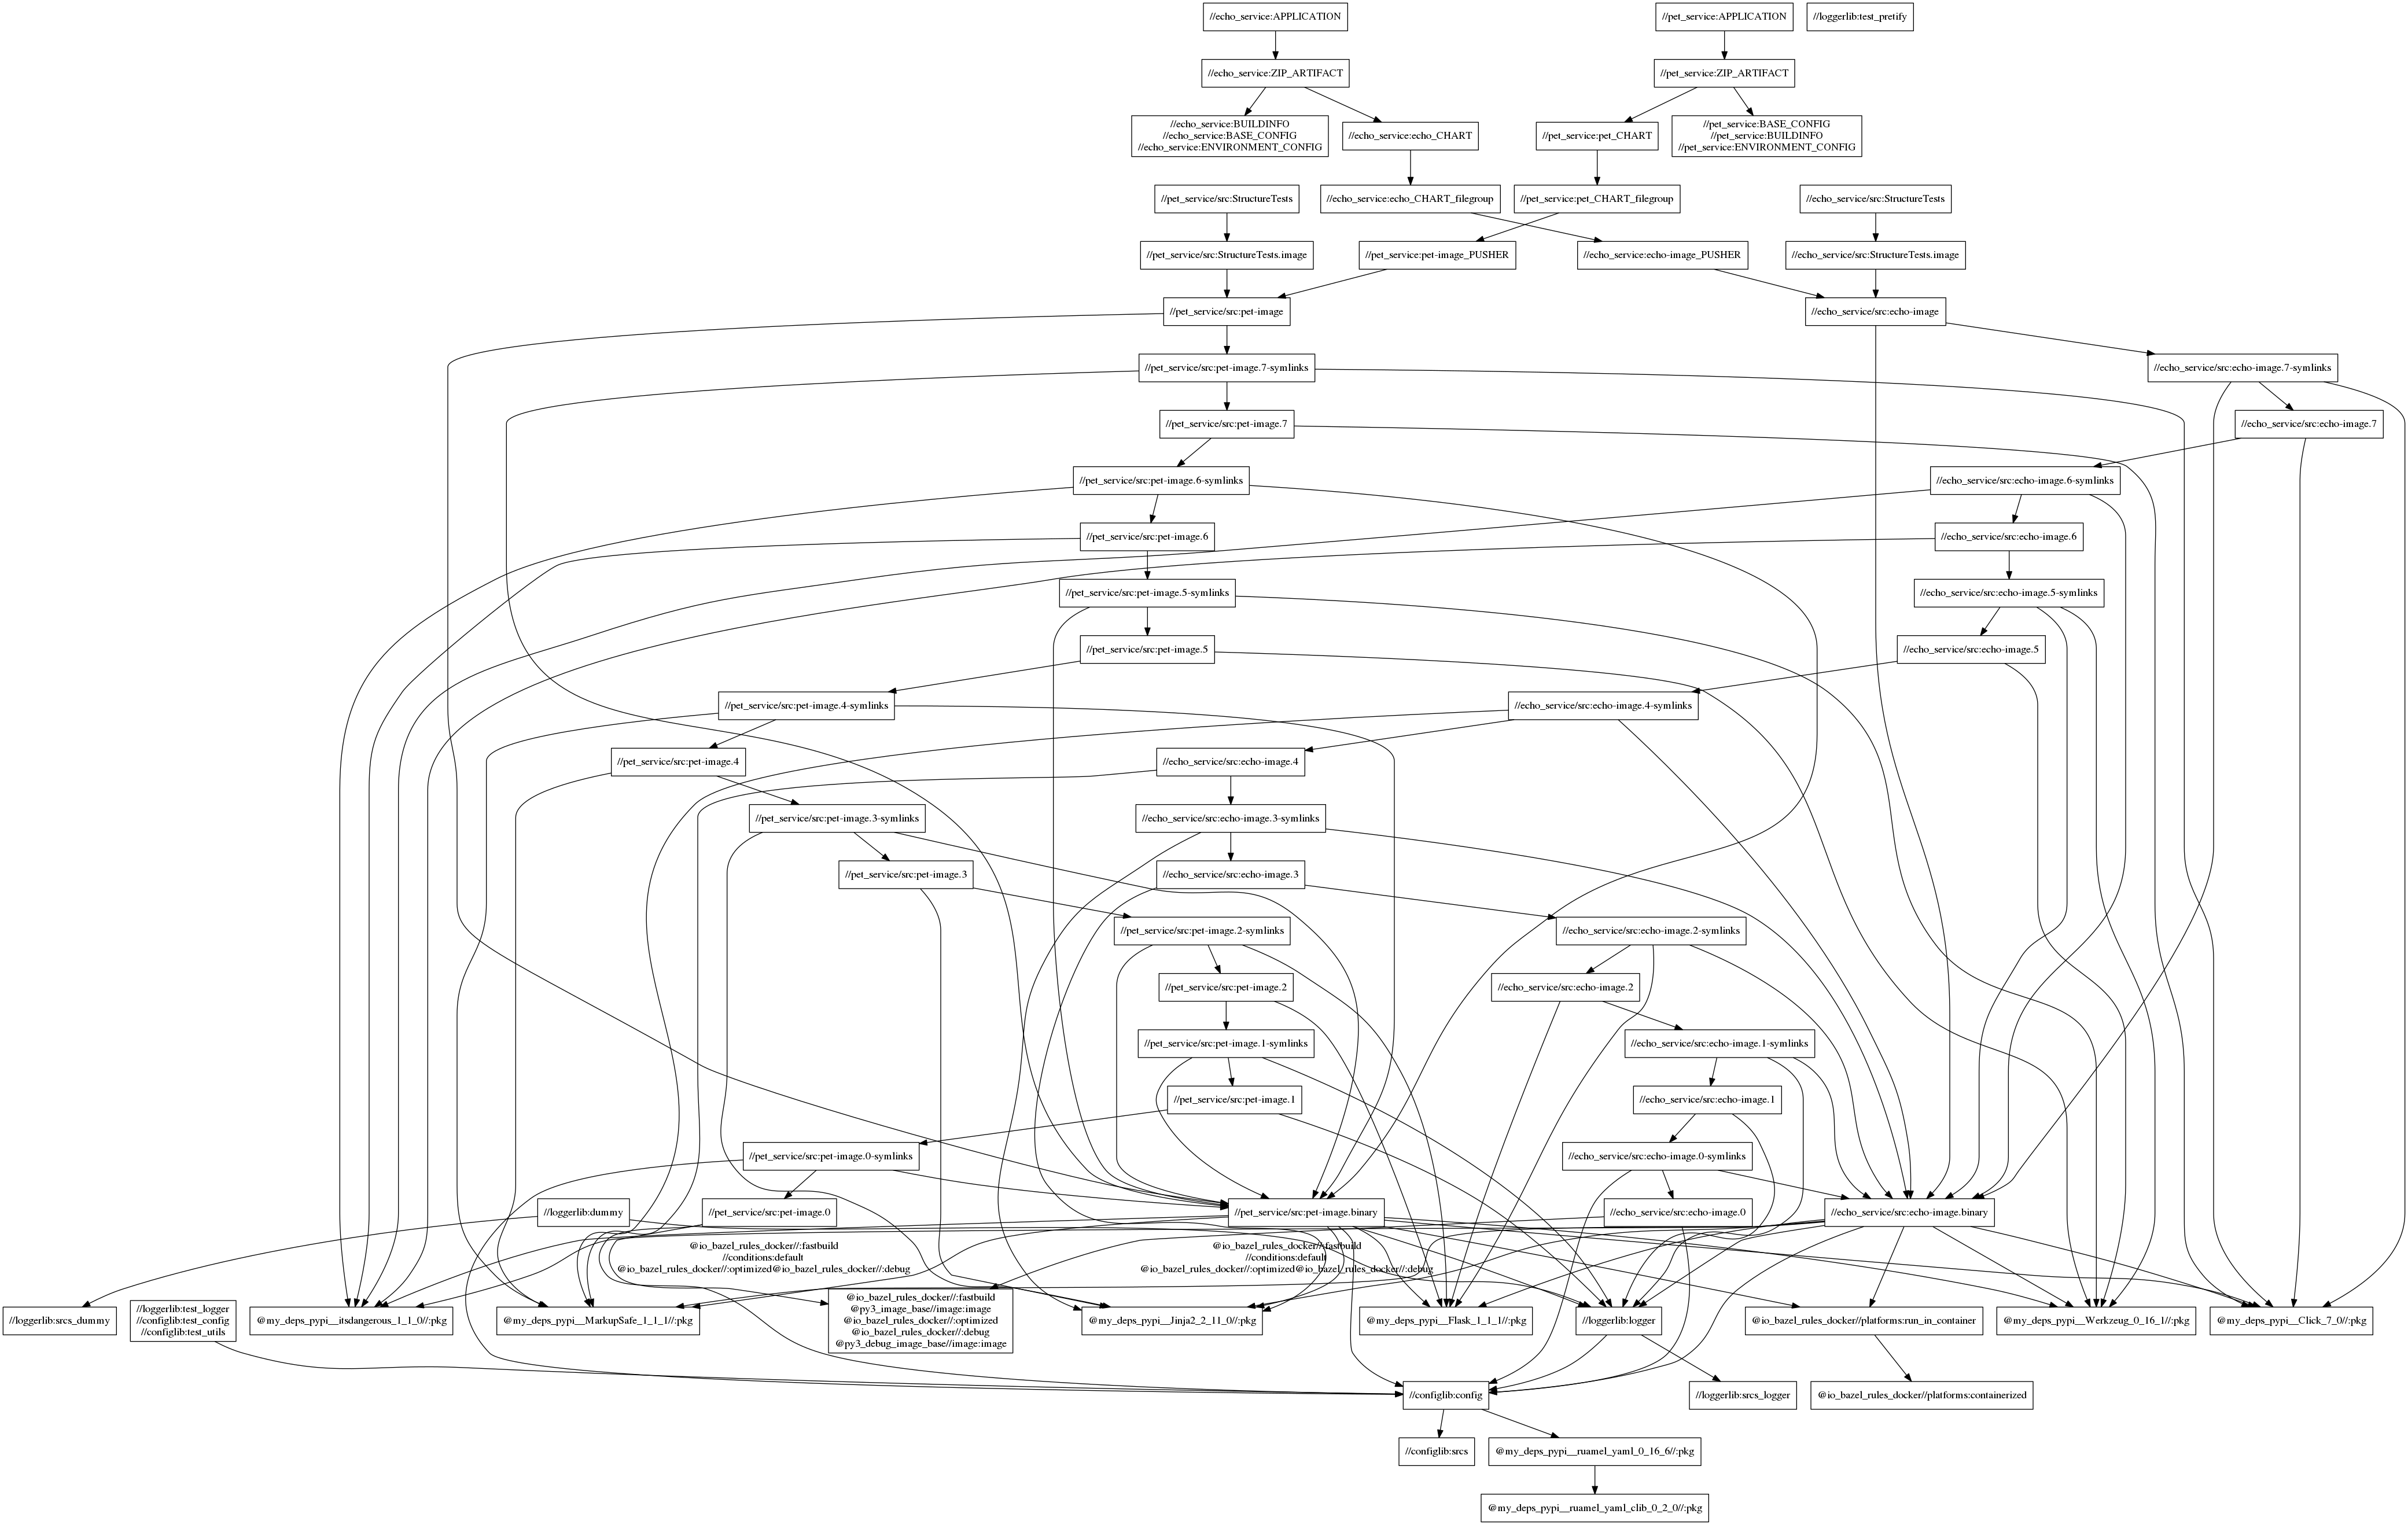 //echo_service:APPLICATION
//pet_service:APPLICATION
//loggerlib:test_pretify
//echo_service:ZIP_ARTIFACT
//pet_service:ZIP_ARTIFACT
//echo_service:BUILDINFO
//echo_service:BASE_CONFIG
//echo_service:ENVIRONMENT_CONFIG
//echo_service:echo_CHART
//pet_service:pet_CHART
//pet_service:BASE_CONFIG
//pet_service:BUILDINFO
//pet_service:ENVIRONMENT_CONFIG
//pet_service/src:StructureTests
//echo_service:echo_CHART_filegroup
//pet_service:pet_CHART_filegroup
//echo_service/src:StructureTests
//pet_service/src:StructureTests.image
//pet_service:pet-image_PUSHER
//echo_service:echo-image_PUSHER
//echo_service/src:StructureTests.image
//pet_service/src:pet-image
//echo_service/src:echo-image
//pet_service/src:pet-image.7-symlinks
//echo_service/src:echo-image.7-symlinks
//pet_service/src:pet-image.7
//echo_service/src:echo-image.7
//pet_service/src:pet-image.6-symlinks
//echo_service/src:echo-image.6-symlinks
//pet_service/src:pet-image.6
//echo_service/src:echo-image.6
//pet_service/src:pet-image.5-symlinks
//echo_service/src:echo-image.5-symlinks
//pet_service/src:pet-image.5
//echo_service/src:echo-image.5
//pet_service/src:pet-image.4-symlinks
//echo_service/src:echo-image.4-symlinks
//pet_service/src:pet-image.4
//echo_service/src:echo-image.4
//pet_service/src:pet-image.3-symlinks
//echo_service/src:echo-image.3-symlinks
//pet_service/src:pet-image.3
//echo_service/src:echo-image.3
//pet_service/src:pet-image.2-symlinks
//echo_service/src:echo-image.2-symlinks
//pet_service/src:pet-image.2
//echo_service/src:echo-image.2
//pet_service/src:pet-image.1-symlinks
//echo_service/src:echo-image.1-symlinks
//pet_service/src:pet-image.1
//echo_service/src:echo-image.1
//pet_service/src:pet-image.0-symlinks
//echo_service/src:echo-image.0-symlinks
//loggerlib:dummy
//pet_service/src:pet-image.0
//pet_service/src:pet-image.binary
//echo_service/src:echo-image.0
//echo_service/src:echo-image.binary
@io_bazel_rules_docker//:fastbuild
//conditions:default
@io_bazel_rules_docker//:optimized@io_bazel_rules_docker//:debug
@io_bazel_rules_docker//:fastbuild
//conditions:default
@io_bazel_rules_docker//:optimized@io_bazel_rules_docker//:debug
//loggerlib:srcs_dummy
//loggerlib:test_logger
//configlib:test_config
//configlib:test_utils
@my_deps_pypi__itsdangerous_1_1_0//:pkg
@my_deps_pypi__MarkupSafe_1_1_1//:pkg
@io_bazel_rules_docker//:fastbuild
@py3_image_base//image:image
@io_bazel_rules_docker//:optimized
@io_bazel_rules_docker//:debug
@py3_debug_image_base//image:image
@my_deps_pypi__Jinja2_2_11_0//:pkg
@my_deps_pypi__Flask_1_1_1//:pkg
//loggerlib:logger
@io_bazel_rules_docker//platforms:run_in_container
@my_deps_pypi__Werkzeug_0_16_1//:pkg
@my_deps_pypi__Click_7_0//:pkg
//configlib:config
//loggerlib:srcs_logger
@io_bazel_rules_docker//platforms:containerized
//configlib:srcs
@my_deps_pypi__ruamel_yaml_0_16_6//:pkg
@my_deps_pypi__ruamel_yaml_clib_0_2_0//:pkg